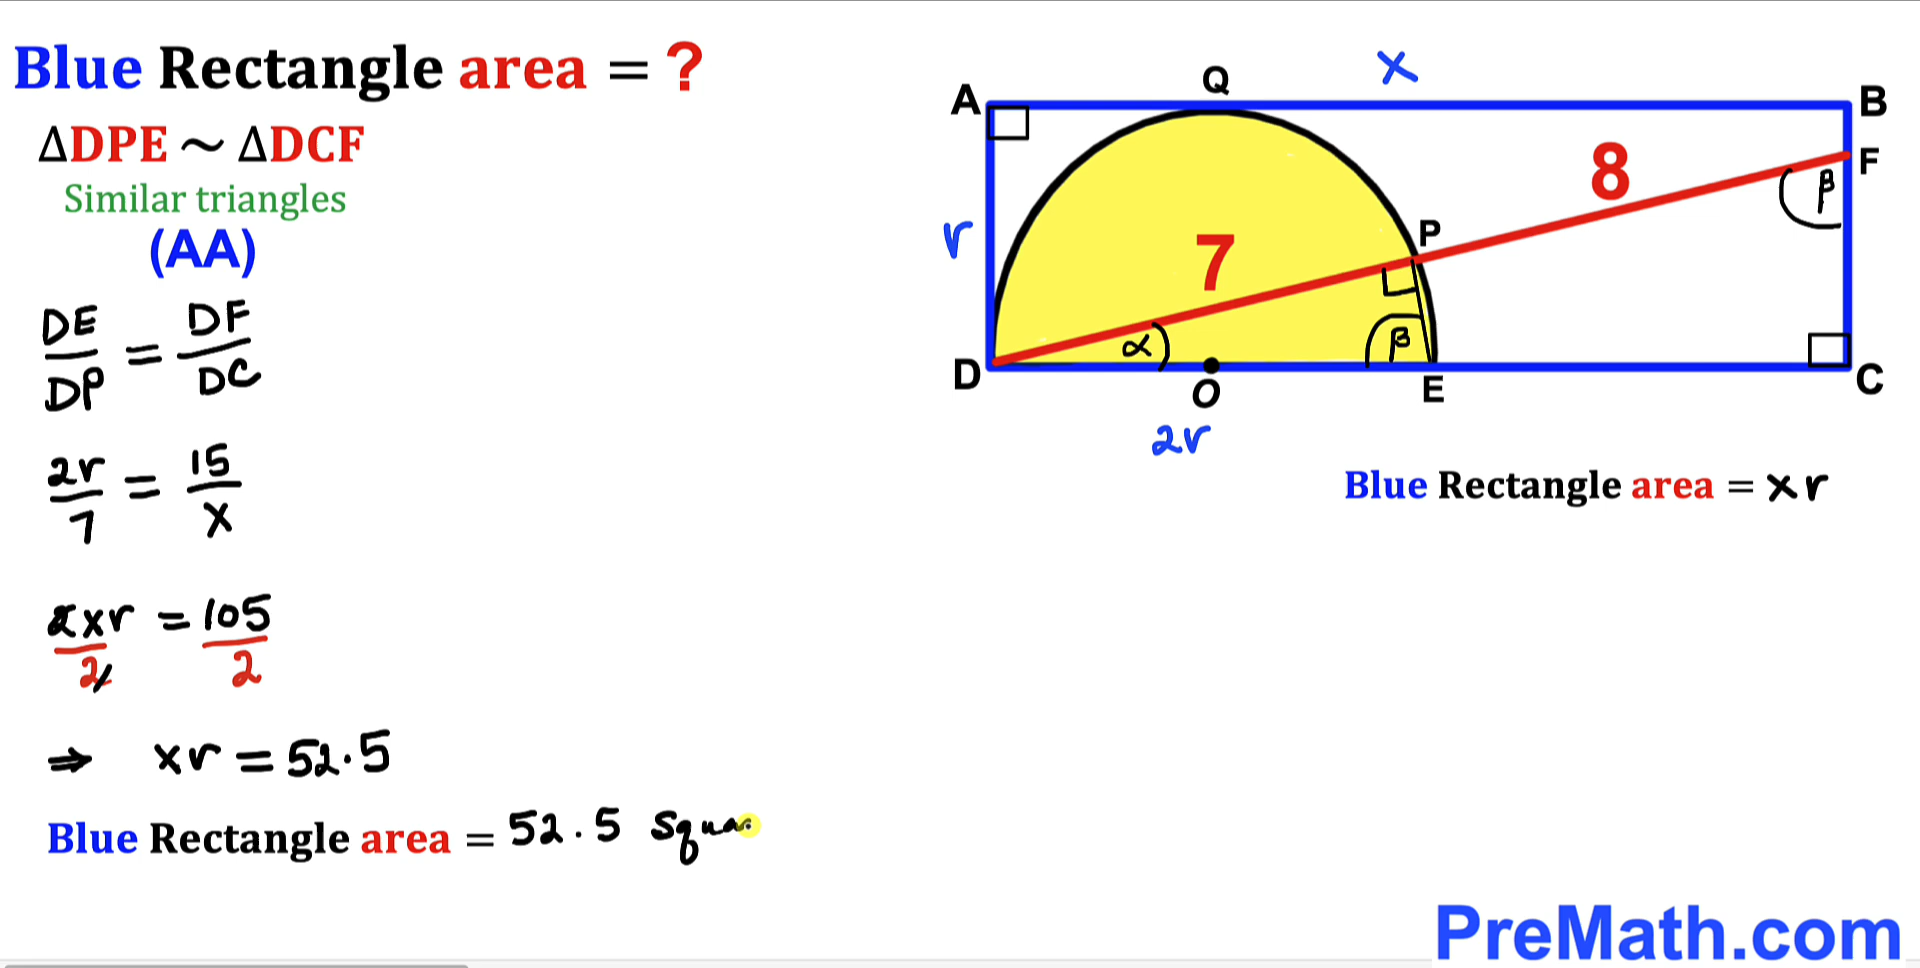 Blue Rectangle area = ?
ΔDPE ~ ΔDCF
Similar triangles
(AA)
DE/DP = DF/DC
2r/7 = 15/x
2xr/2 = 105/2
⇒ xr = 52.5
Blue Rectangle area = 52.5 Squar
x
Q
A
B
8
F
β
r
P
7
α
β
D
O
E
C
2r
Blue Rectangle area = xr
PreMath.com